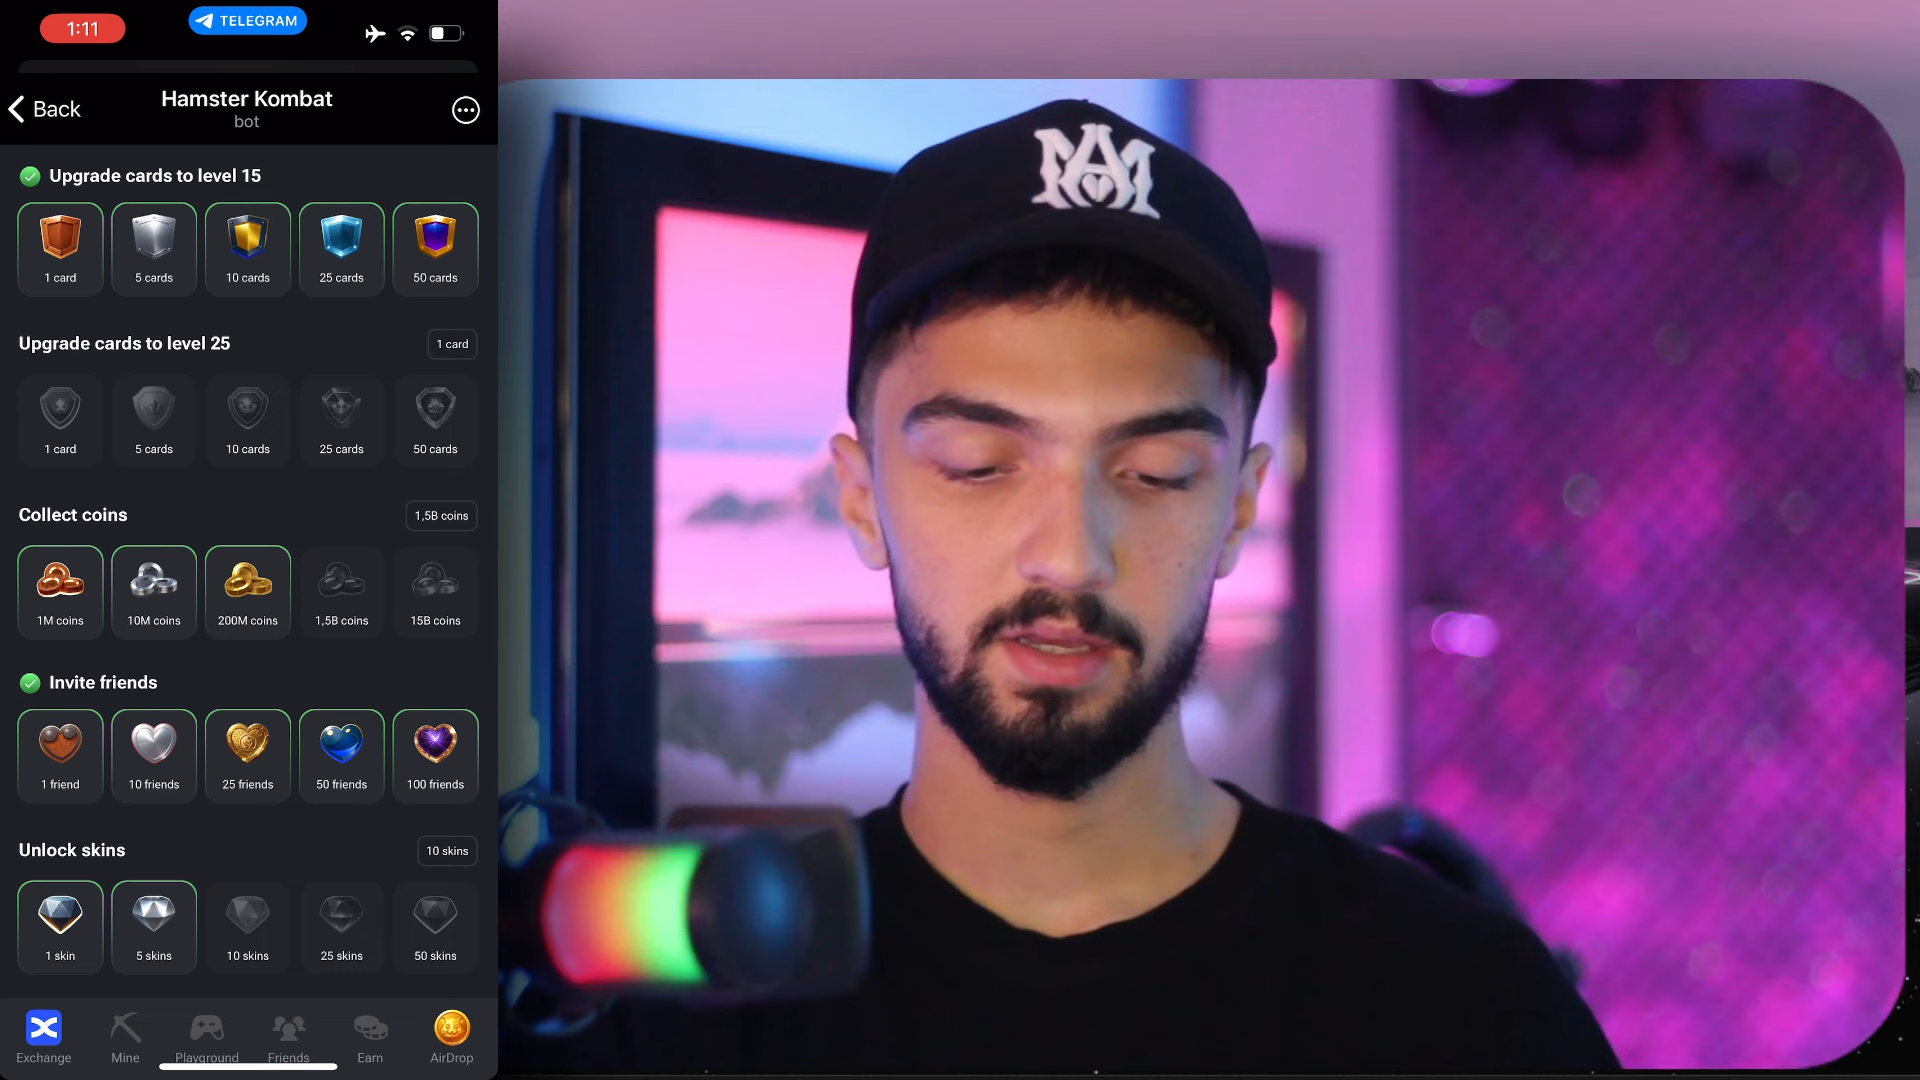 1:11
TELEGRAM
Back
Hamster Kombat
bot
Upgrade cards to level 15
1 card
5 cards
10 cards
25 cards
50 cards
Upgrade cards to level 25
1 card
1 card
5 cards
10 cards
25 cards
50 cards
Collect coins
1,5B coins
1M coins
10M coins
200M coins
1,5B coins
15B coins
Invite friends
1 friend
10 friends
25 friends
50 friends
100 friends
Unlock skins
10 skins
1 skin
5 skins
10 skins
25 skins
50 skins
Exchange
Mine
Playground
Friends
Earn
AirDrop